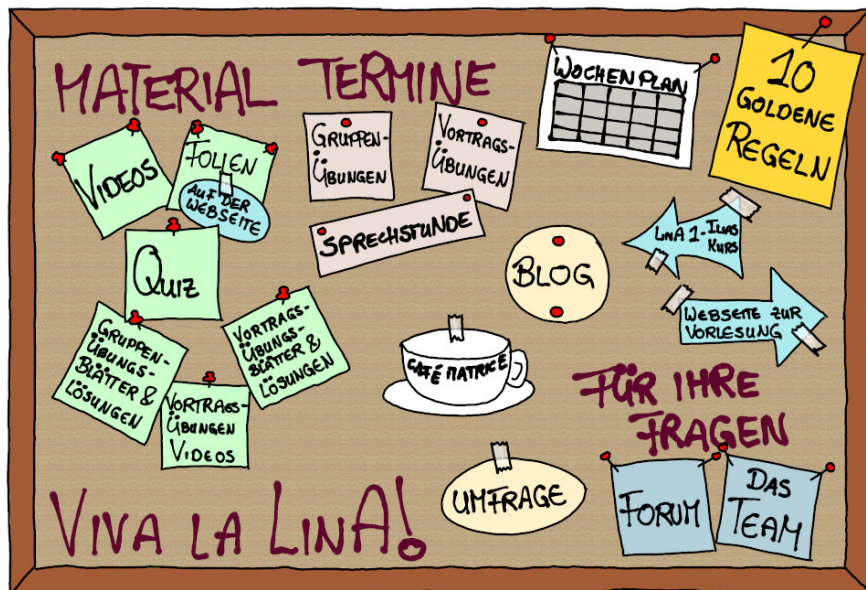 MATERIAL
VIDEOS
FOLIEN
AUF DER
WEBSEITE
QUIZ
GRUPPEN-
ÜBUNGS-
BLÄTTER &
LÖSUNGEN
VORTRAGS-
ÜBUNGS-
BLÄTTER &
LÖSUNGEN
VORTRAGS-
ÜBUNGEN
VIDEOS
TERMINE
GRUPPEN-
ÜBUNGEN
VORTRAGS-
ÜBUNGEN
SPRECHSTUNDE
WOCHENPLAN
10
GOLDENE
REGELN
BLOG
LINA 1-ILIAS
KURS
WEBSEITE ZUR
VORLESUNG
CAFÉ MATRICE
FÜR IHRE
FRAGEN
FORUM
DAS
TEAM
UMFRAGE
VIVA LA LINA!